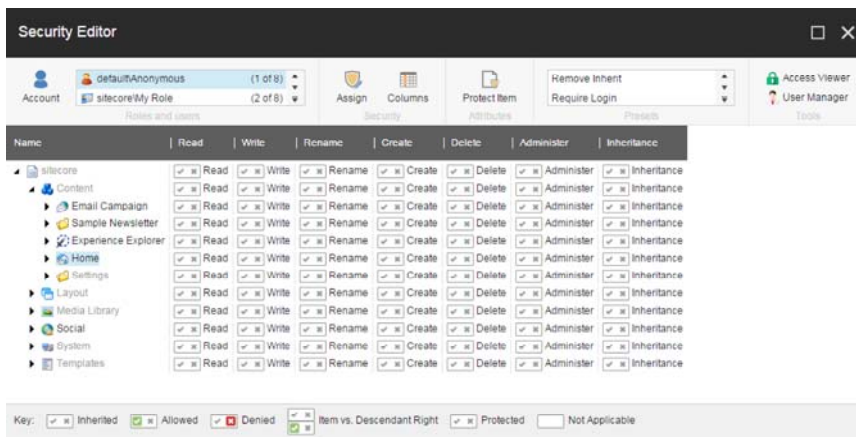 Security Editor
Account
default\Anonymous (1 of 8)
sitecore\My Role (2 of 8)
Roles and users
Assign
Columns
Security
Protect Item
Attributes
Remove Inherit
Require Login
Presets
Access Viewer
User Manager
Tools
Name Read Write Rename Create Delete Administer Inheritance
sitecore Read Write Rename Create Delete Administer Inheritance
Content Read Write Rename Create Delete Administer Inheritance
Email Campaign Read Write Rename Create Delete Administer Inheritance
Sample Newsletter Read Write Rename Create Delete Administer Inheritance
Experience Explorer Read Write Rename Create Delete Administer Inheritance
Home Read Write Rename Create Delete Administer Inheritance
Settings Read Write Rename Create Delete Administer Inheritance
Layout Read Write Rename Create Delete Administer Inheritance
Media Library Read Write Rename Create Delete Administer Inheritance
Social Read Write Rename Create Delete Administer Inheritance
System Read Write Rename Create Delete Administer Inheritance
Templates Read Write Rename Create Delete Administer Inheritance
Key: Inherited Allowed Denied Item vs. Descendant Right Protected Not Applicable